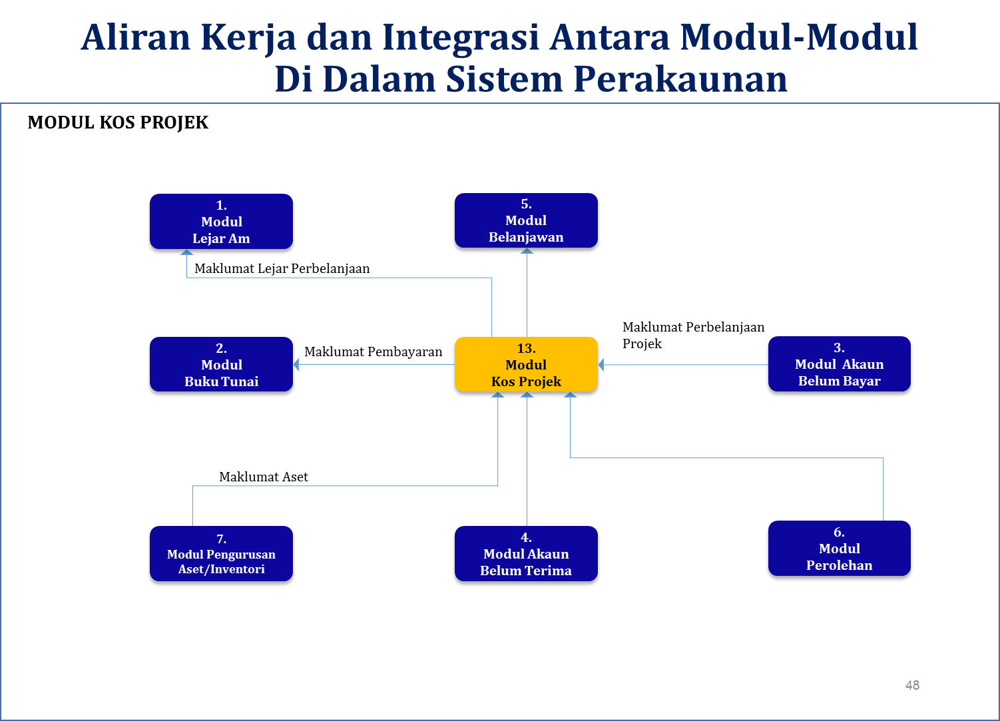 Aliran Kerja dan Integrasi Antara Modul-Modul
Di Dalam Sistem Perakaunan
MODUL KOS PROJEK
1.
Modul
Lejar Am
5.
Modul
Belanjawan
Maklumat Lejar Perbelanjaan
2.
Modul
Buku Tunai
Maklumat Pembayaran
13.
Modul
Kos Projek
Maklumat Perbelanjaan
Projek
3.
Modul  Akaun
Belum Bayar
Maklumat Aset
7.
Modul Pengurusan
Aset/Inventori
4.
Modul Akaun
Belum Terima
6.
Modul
Perolehan
48